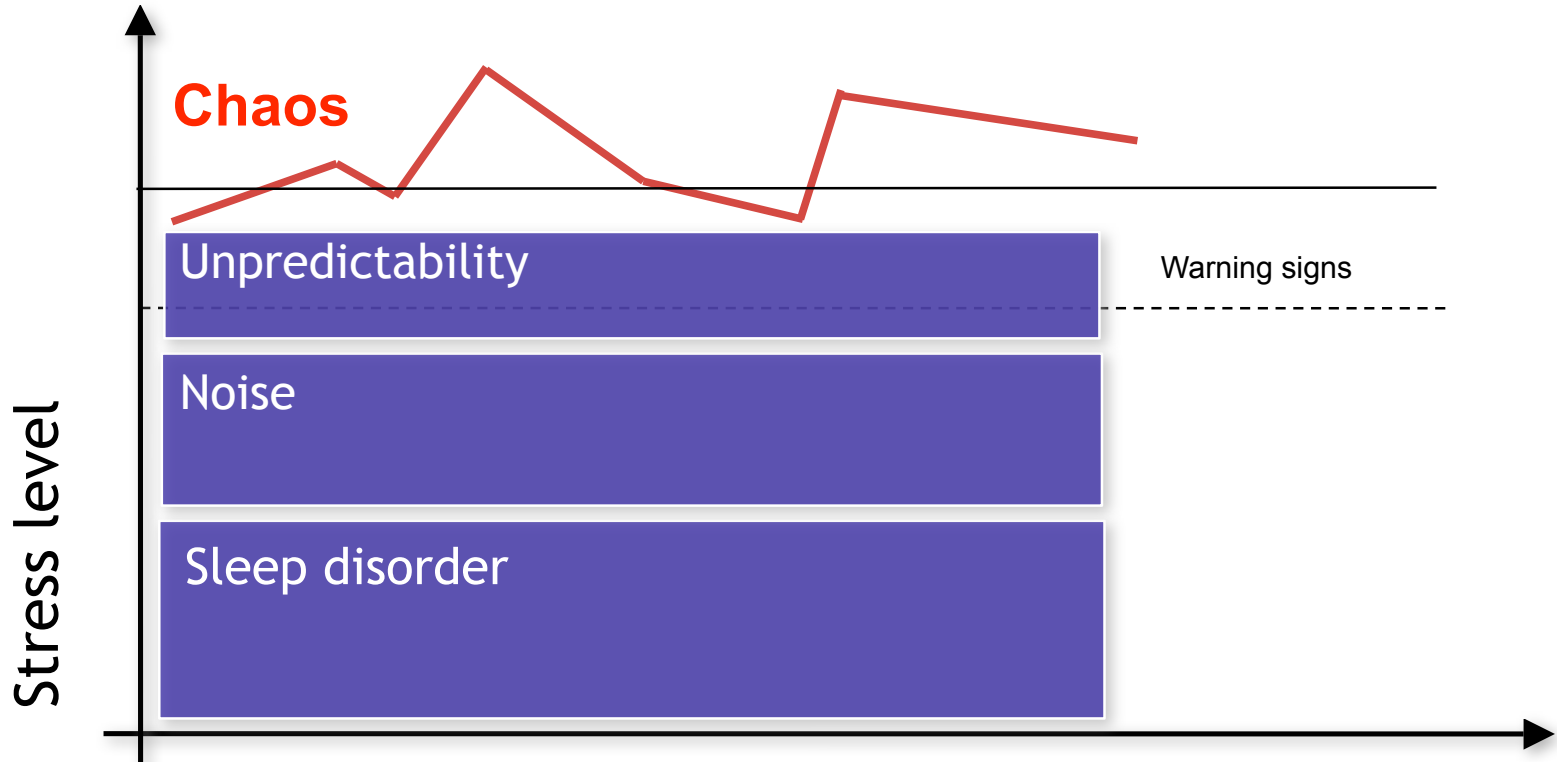 Chaos
Unpredictability
Warning signs
Noise
Sleep disorder
Stress level